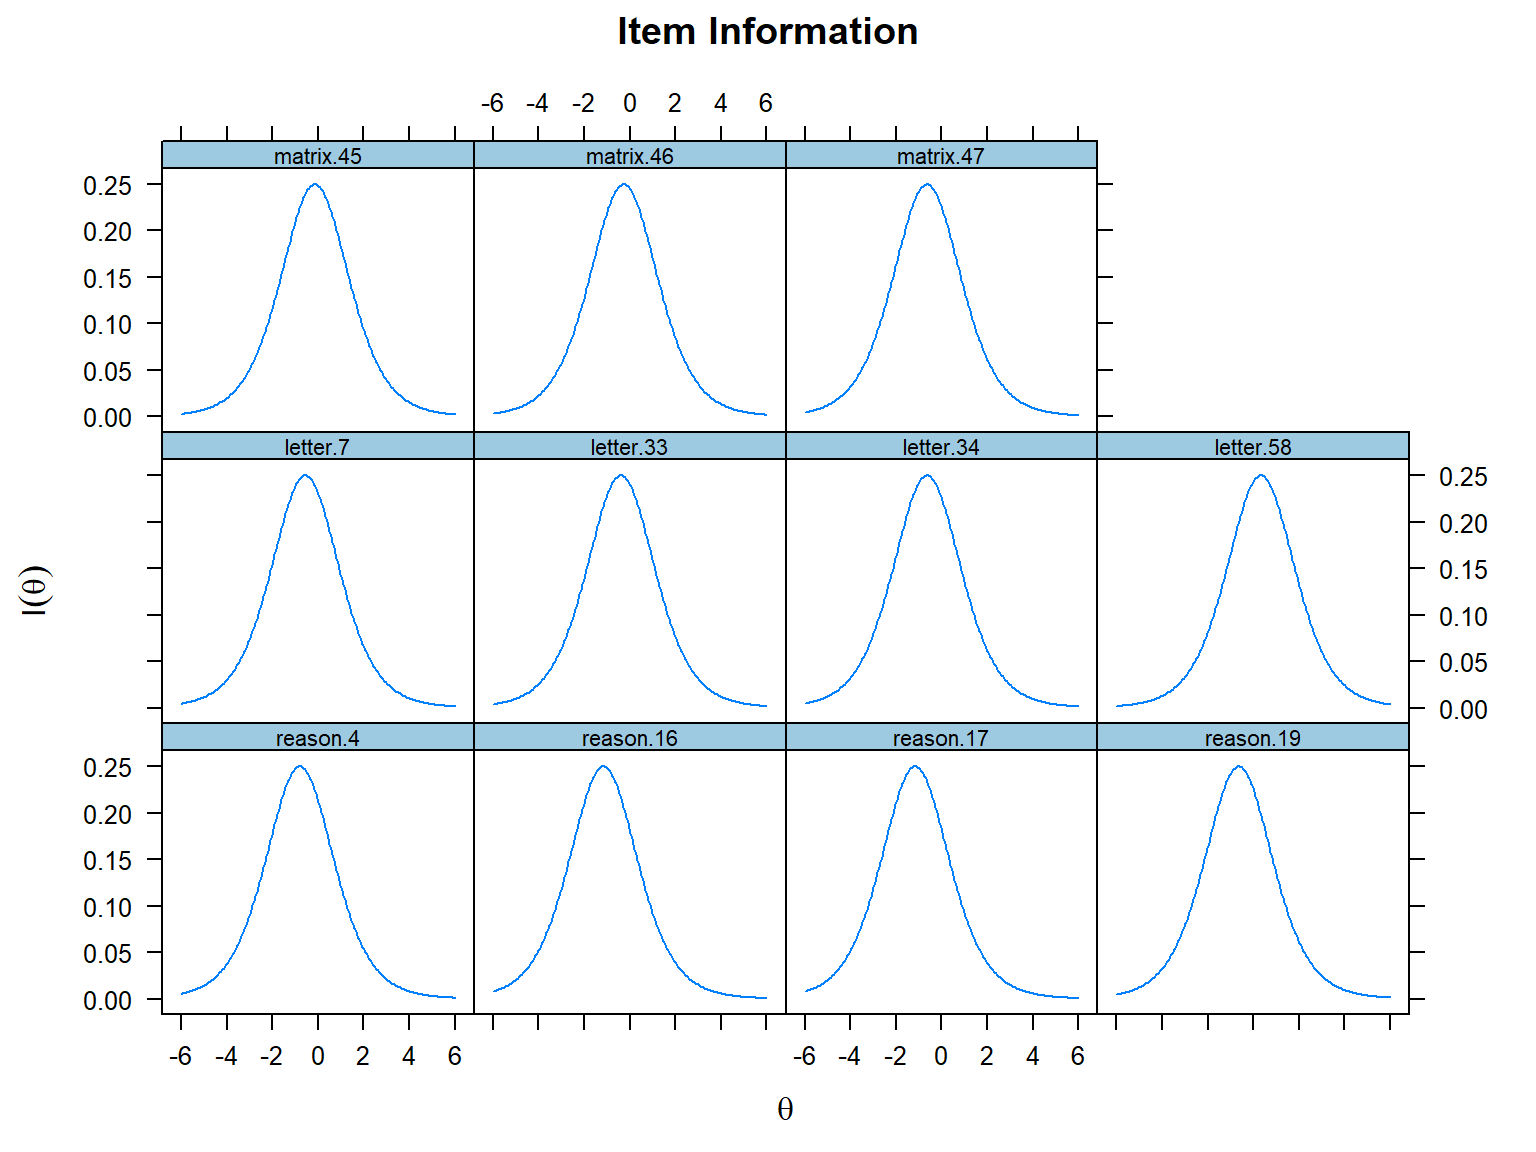 Item Information
-6 -4 -2 0 2 4 6
matrix.45 matrix.46 matrix.47
0.25
0.20
0.15
0.10
0.05
0.00
letter.7 letter.33 letter.34 letter.58
0.25
0.20
0.15
0.10
0.05
0.00
I(θ)
reason.4 reason.16 reason.17 reason.19
0.25
0.20
0.15
0.10
0.05
0.00
-6 -4 -2 0 2 4 6 -6 -4 -2 0 2 4 6
θ